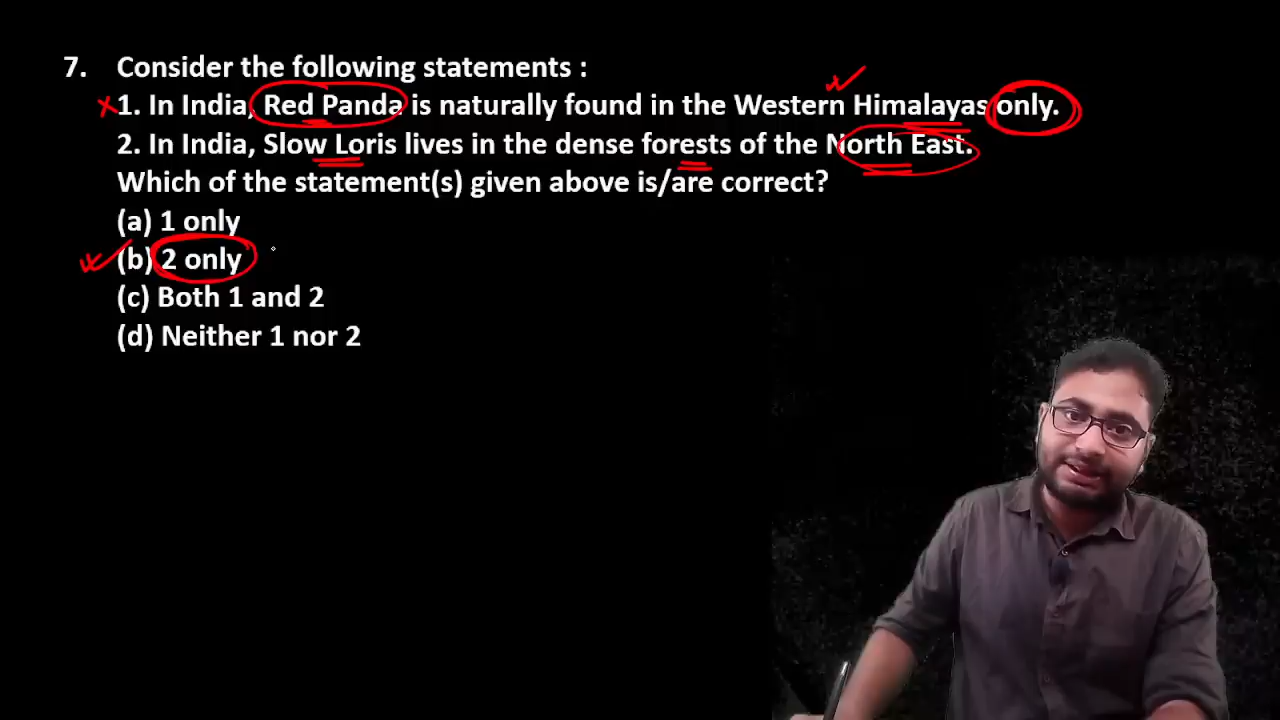 7. Consider the following statements :
1. In India, Red Panda is naturally found in the Western Himalayas only.
2. In India, Slow Loris lives in the dense forests of the North East.
Which of the statement(s) given above is/are correct?
(a) 1 only
(b) 2 only
(c) Both 1 and 2
(d) Neither 1 nor 2